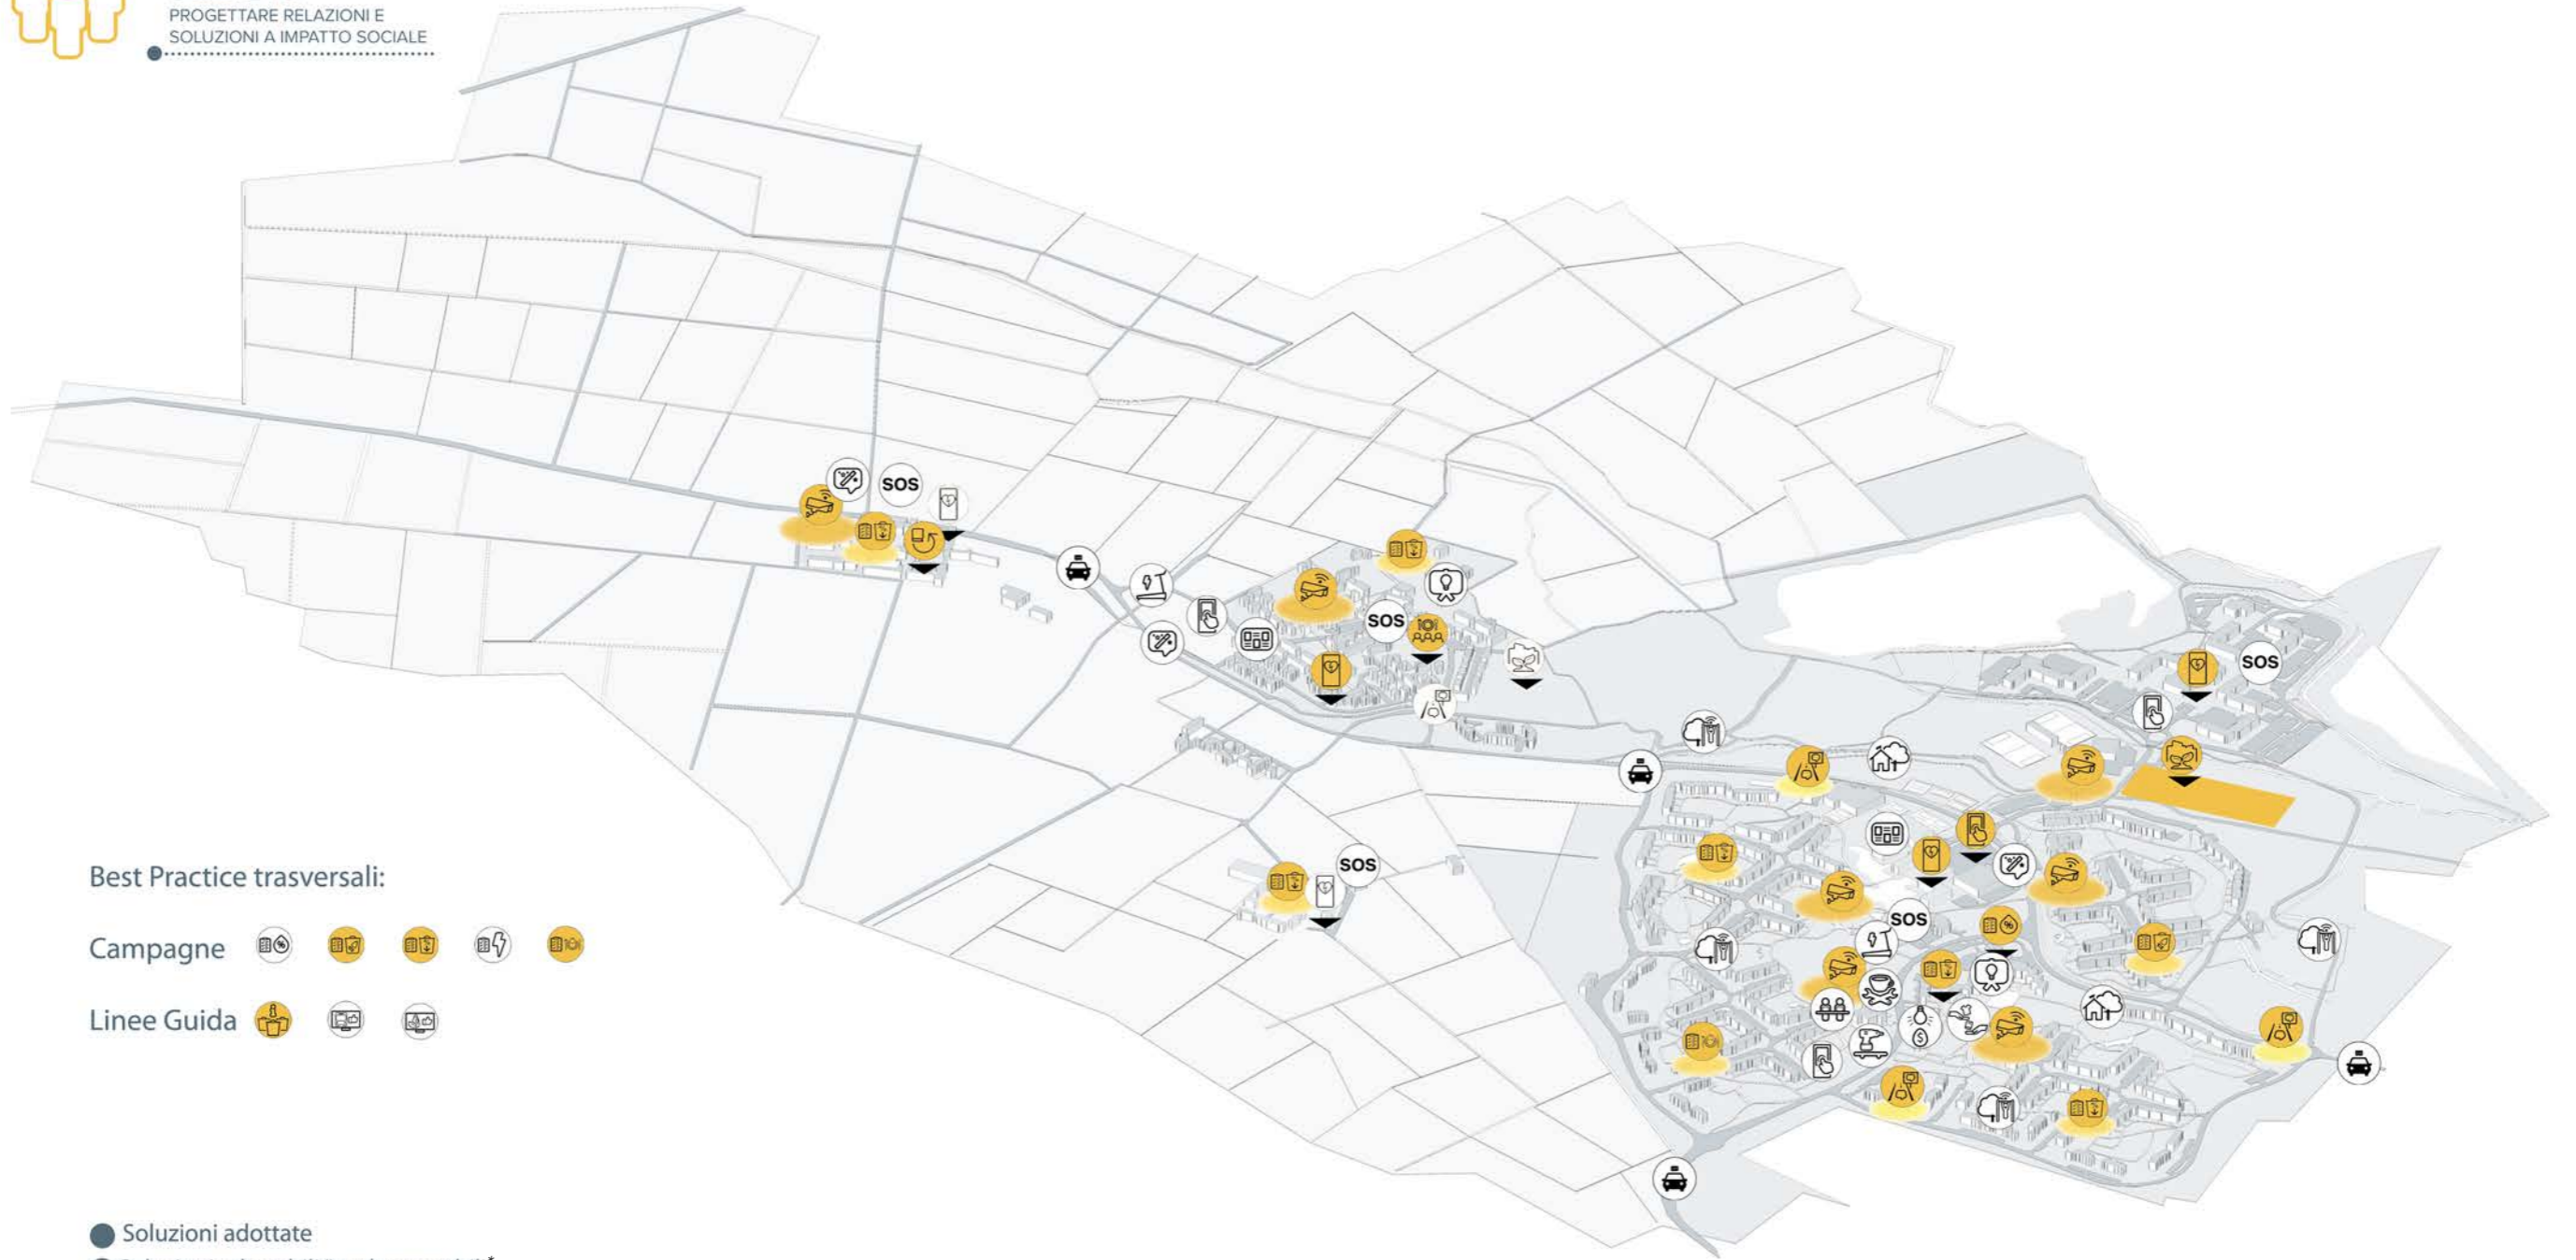 PROGETTARE RELAZIONI E
SOLUZIONI A IMPATTO SOCIALE
SOS
SOS
SOS
SOS
SOS
Best Practice trasversali:
Campagne
Linee Guida
Soluzioni adottate